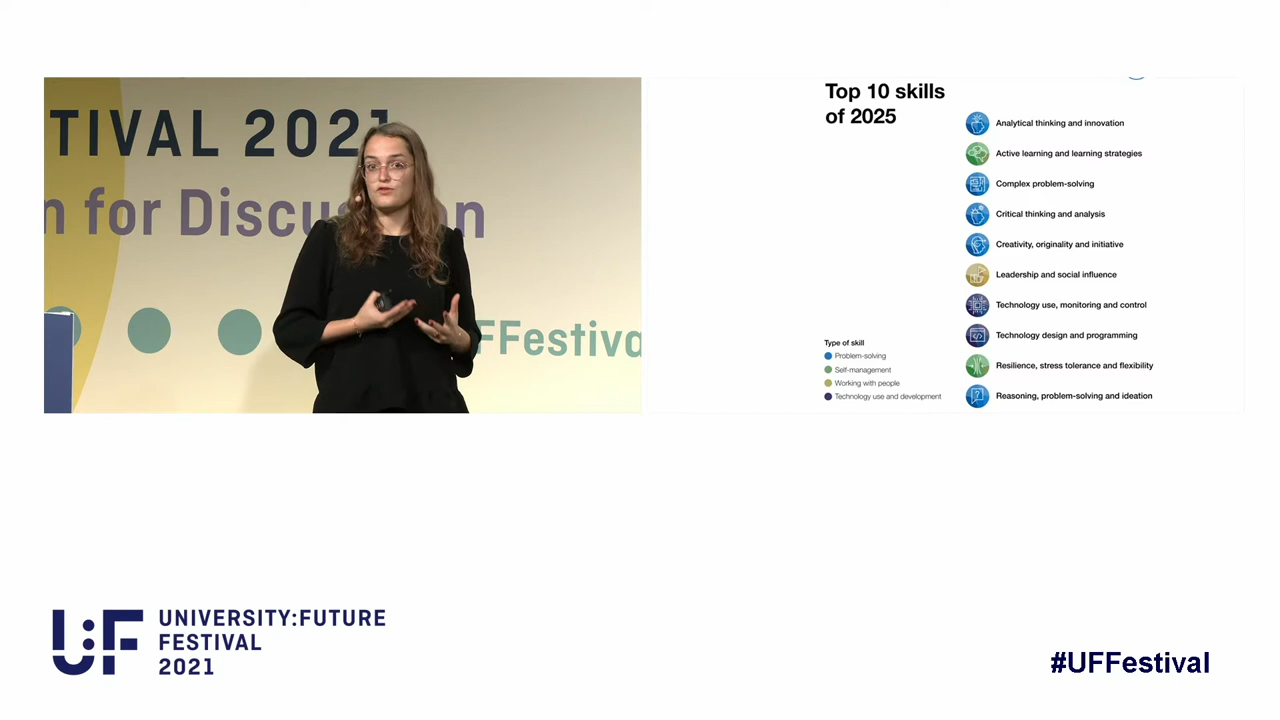 TIVAL 2021
n for Discussion
FFestiva
Top 10 skills
of 2025
Analytical thinking and innovation
Active learning and learning strategies
Complex problem-solving
Critical thinking and analysis
Creativity, originality and initiative
Leadership and social influence
Technology use, monitoring and control
Technology design and programming
Resilience, stress tolerance and flexibility
Reasoning, problem-solving and ideation
Type of skill
Problem-solving
Self-management
Working with people
Technology use and development
U:F
UNIVERSITY:FUTURE
FESTIVAL
2021
#UFFestival